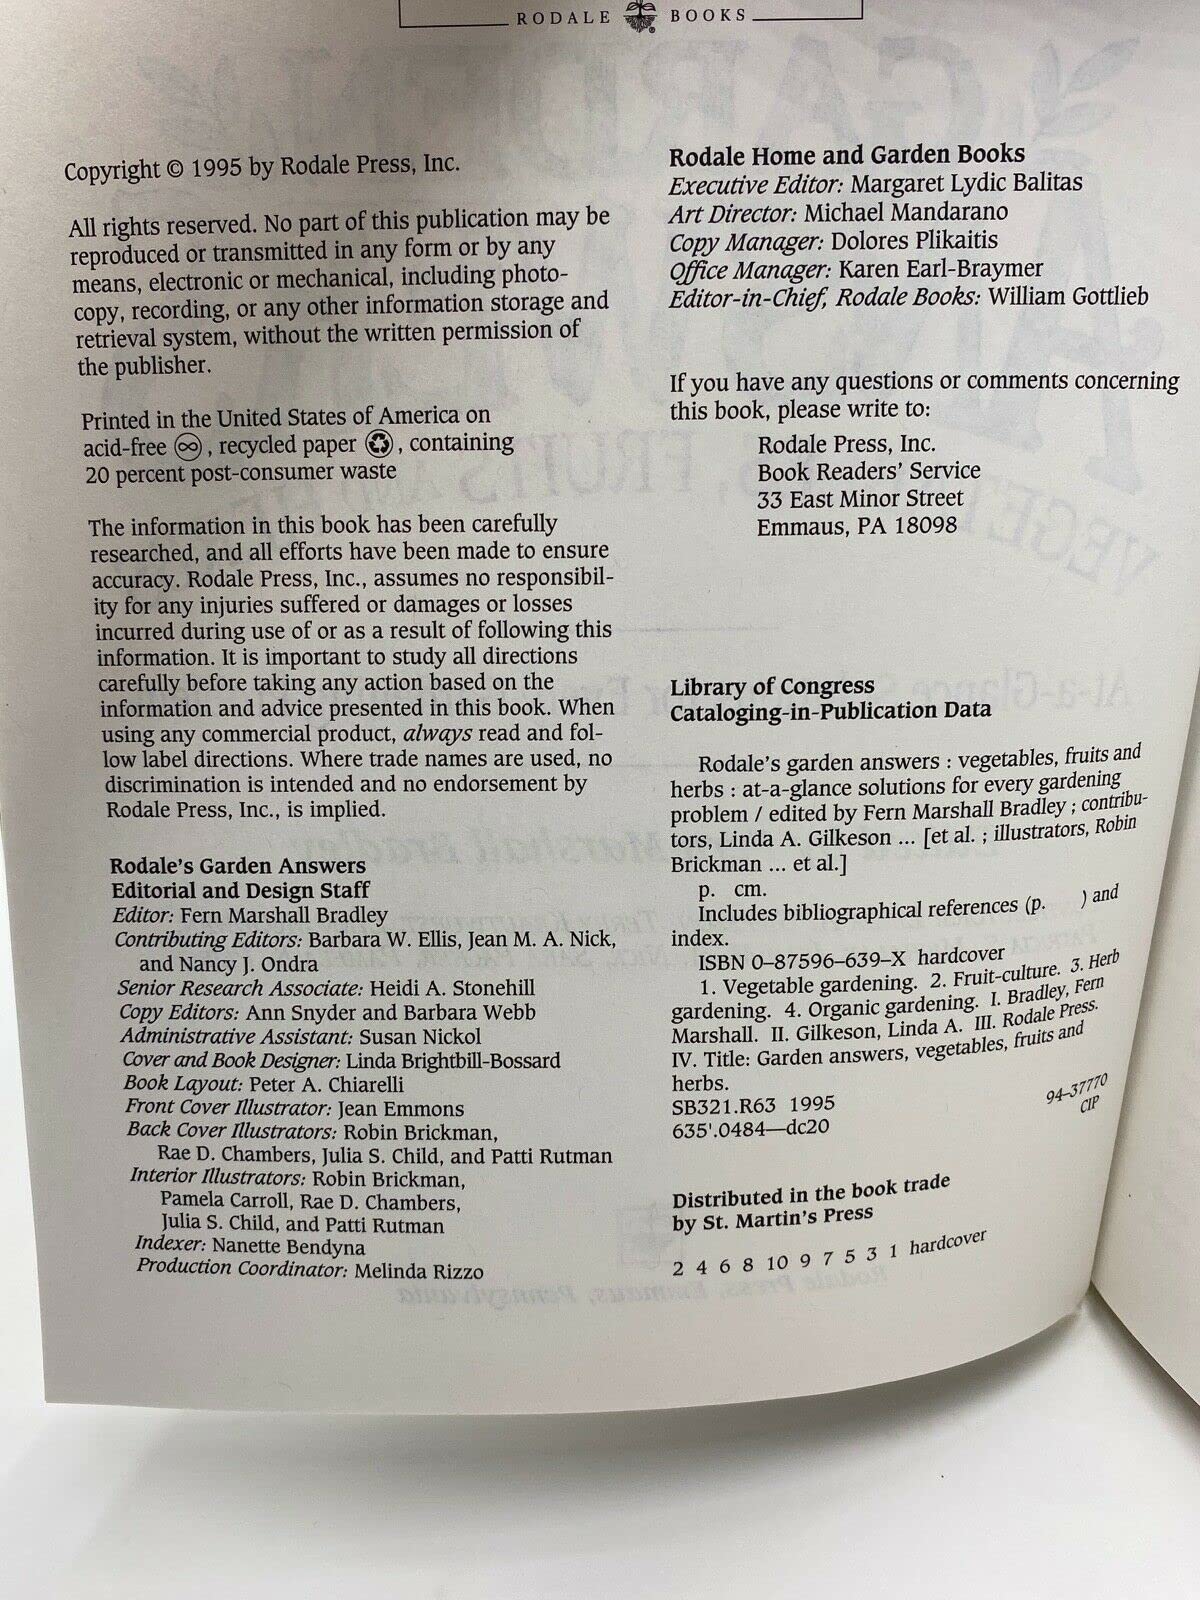 RODALE BOOKS
Copyright © 1995 by Rodale Press, Inc.
All rights reserved. No part of this publication may be
reproduced or transmitted in any form or by any
means, electronic or mechanical, including photo-
copy, recording, or any other information storage and
retrieval system, without the written permission of
the publisher.
Printed in the United States of America on
acid-free ♾, recycled paper ♻, containing
20 percent post-consumer waste
The information in this book has been carefully
researched, and all efforts have been made to ensure
accuracy. Rodale Press, Inc., assumes no responsibil-
ity for any injuries suffered or damages or losses
incurred during use of or as a result of following this
information. It is important to study all directions
carefully before taking any action based on the
information and advice presented in this book. When
using any commercial product, always read and fol-
low label directions. Where trade names are used, no
discrimination is intended and no endorsement by
Rodale Press, Inc., is implied.
Rodale's Garden Answers
Editorial and Design Staff
Editor: Fern Marshall Bradley
Contributing Editors: Barbara W. Ellis, Jean M. A. Nick,
and Nancy J. Ondra
Senior Research Associate: Heidi A. Stonehill
Copy Editors: Ann Snyder and Barbara Webb
Administrative Assistant: Susan Nickol
Cover and Book Designer: Linda Brightbill-Bossard
Book Layout: Peter A. Chiarelli
Front Cover Illustrator: Jean Emmons
Back Cover Illustrators: Robin Brickman,
Rae D. Chambers, Julia S. Child, and Patti Rutman
Interior Illustrators: Robin Brickman,
Pamela Carroll, Rae D. Chambers,
Julia S. Child, and Patti Rutman
Indexer: Nanette Bendyna
Production Coordinator: Melinda Rizzo
Rodale Home and Garden Books
Executive Editor: Margaret Lydic Balitas
Art Director: Michael Mandarano
Copy Manager: Dolores Plikaitis
Office Manager: Karen Earl-Braymer
Editor-in-Chief, Rodale Books: William Gottlieb
If you have any questions or comments concerning
this book, please write to:
Rodale Press, Inc.
Book Readers' Service
33 East Minor Street
Emmaus, PA 18098
Library of Congress
Cataloging-in-Publication Data
Rodale's garden answers : vegetables, fruits and
herbs : at-a-glance solutions for every gardening
problem / edited by Fern Marshall Bradley ; contribu-
tors, Linda A. Gilkeson ... [et al. ; illustrators, Robin
Brickman ... et al.]
p. cm.
Includes bibliographical references (p. ) and
index.
ISBN 0–87596–639–X hardcover
1. Vegetable gardening. 2. Fruit-culture. 3. Herb
gardening. 4. Organic gardening. I. Bradley, Fern
Marshall. II. Gilkeson, Linda A. III. Rodale Press.
IV. Title: Garden answers, vegetables, fruits and
herbs.
SB321.R63 1995
635'.0484—dc20
94–37770
CIP
Distributed in the book trade
by St. Martin's Press
2 4 6 8 10 9 7 5 3 1 hardcover